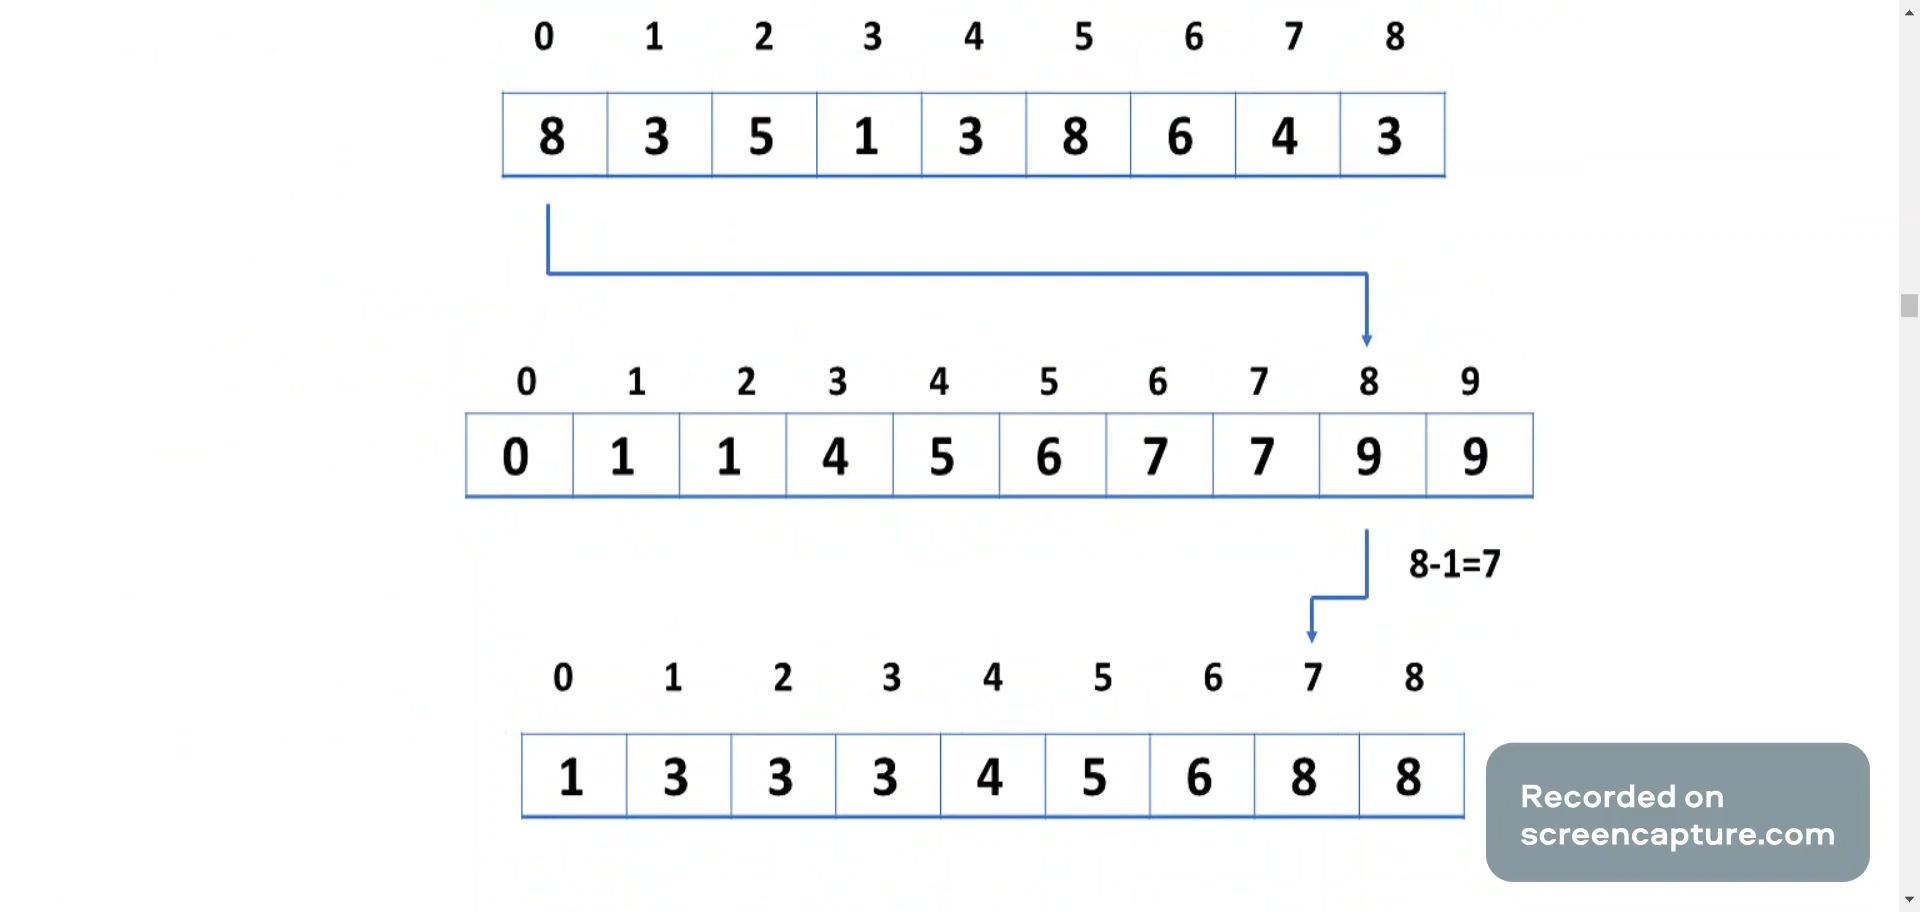 0 1 2 3 4 5 6 7 8
8 3 5 1 3 8 6 4 3
0 1 2 3 4 5 6 7 8 9
0 1 1 4 5 6 7 7 9 9
8-1=7
0 1 2 3 4 5 6 7 8
1 3 3 3 4 5 6 8 8
Recorded on
screencapture.com